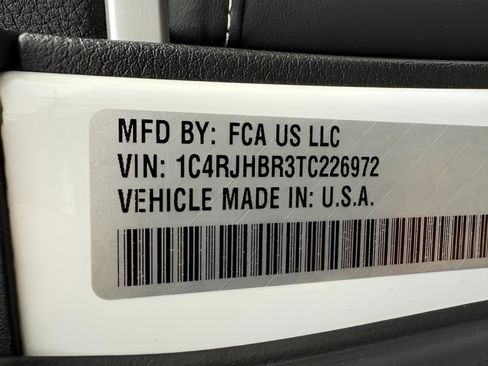 MFD BY: FCA US LLC
VIN: 1C4RJHBR3TC226972
VEHICLE MADE IN: U.S.A.